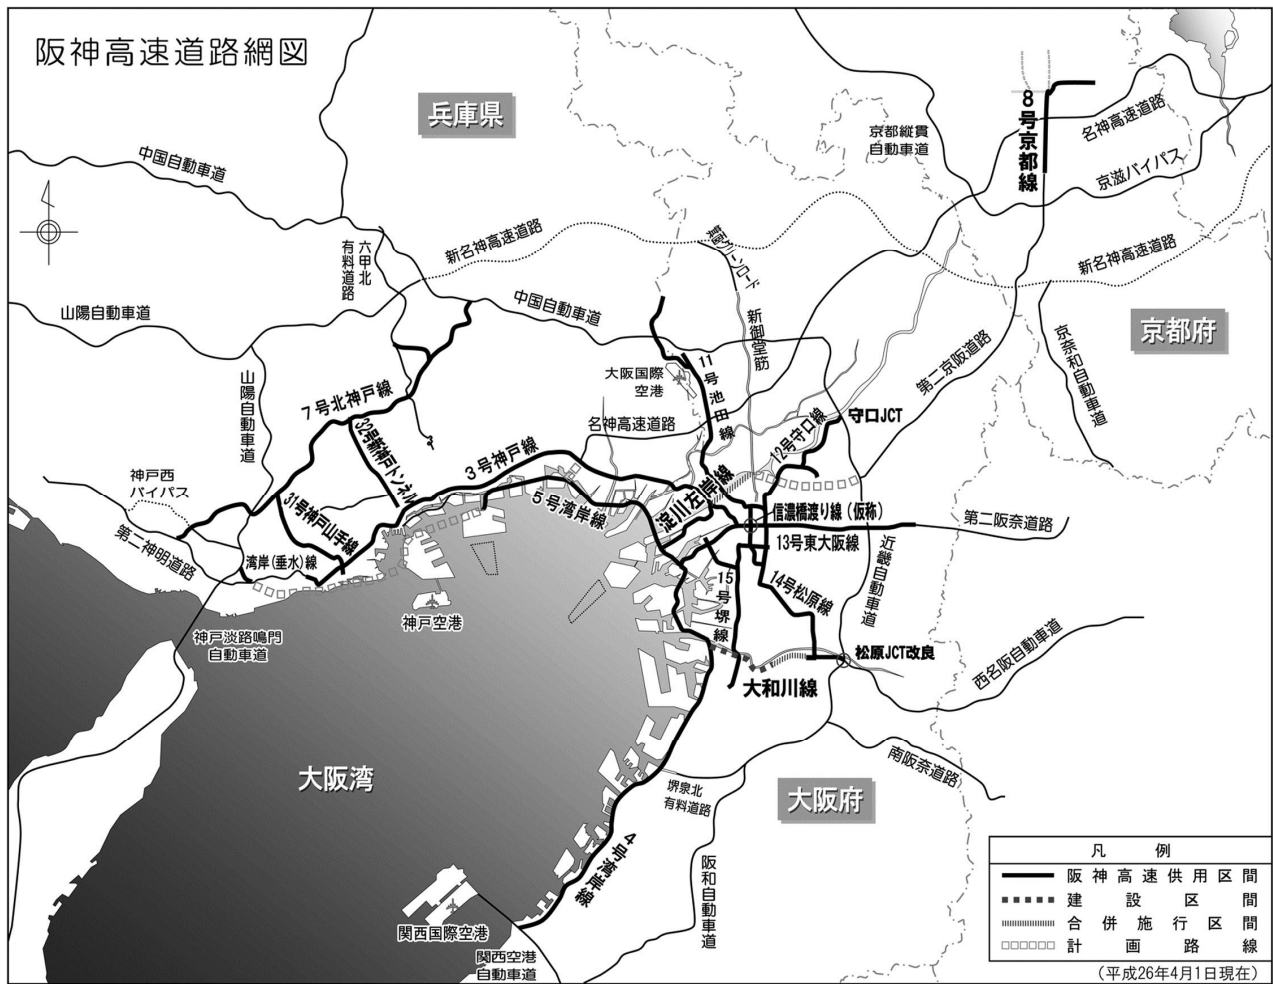 阪神高速道路網図
兵庫県
8号京都線
名神高速道路
京都縦貫
自動車道
京滋バイパス
中国自動車道
新名神高速道路
六甲北
有料道路
新名神高速道路
山陽自動車道
中国自動車道
新御堂筋
京都府
京奈和自動車道
第二京阪道路
11号池田線
大阪国際
空港
山陽自動車道
7号北神戸線
名神高速道路
12号守口線
守口JCT
32号新神戸トンネル
3号神戸線
神戸西
バイパス
31号神戸山手線
5号湾岸線
淀川左岸線
信濃橋渡り線（仮称）
第二阪奈道路
13号東大阪線
第二神明道路
湾岸(垂水)線
近畿自動車道
15号堺線
14号松原線
神戸空港
神戸淡路鳴門
自動車道
松原JCT改良
西名阪自動車道
大和川線
南阪奈道路
大阪湾
堺泉北
有料道路
大阪府
4号湾岸線
阪和自動車道
関西国際空港
関西空港
自動車道
凡例
阪神高速供用区間
建設区間
合併施行区間
計画路線
（平成26年4月1日現在）